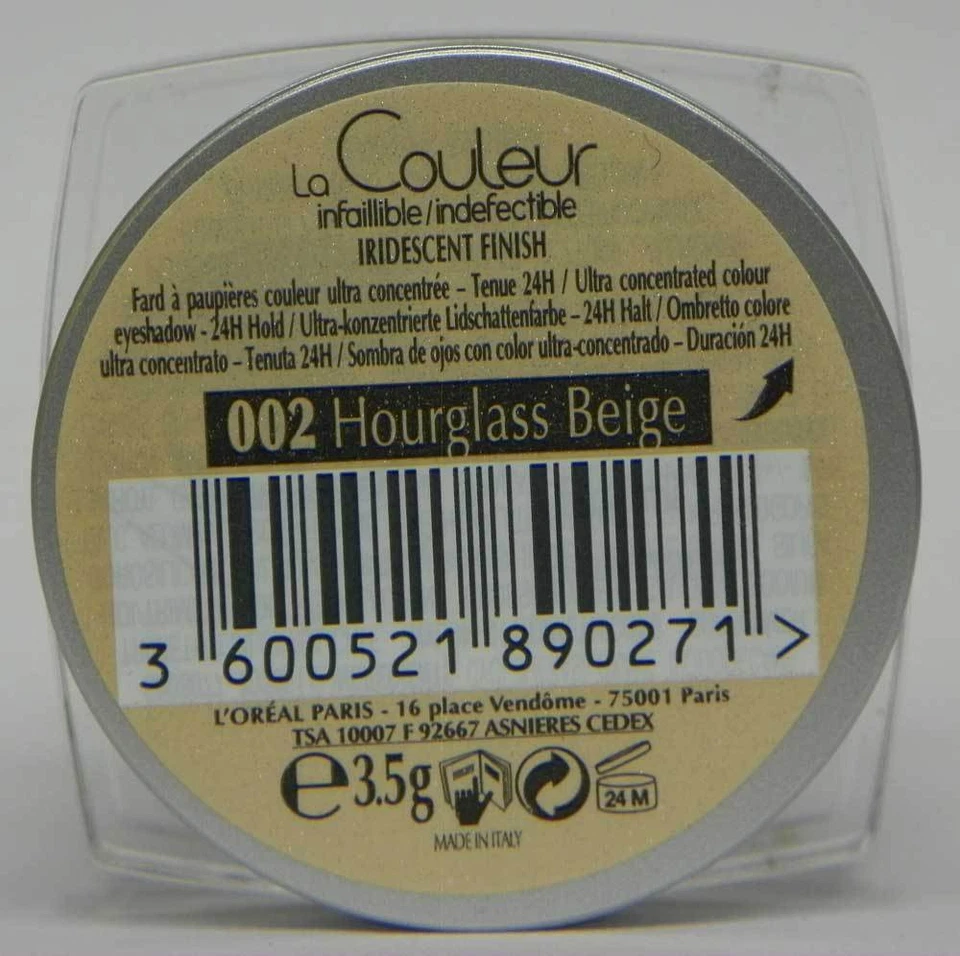 La Couleur
infaillible/indefectible
IRIDESCENT FINISH
Fard à paupières couleur ultra concentrée – Tenue 24H / Ultra concentrated colour
eyeshadow - 24H Hold / Ultra-konzentrierte Lidschattenfarbe – 24H Halt / Ombretto colore
ultra concentrato – Tenuta 24H / Sombra de ojos con color ultra-concentrado – Duración 24H
002 Hourglass Beige
3 600521 890271 >
L'ORÉAL PARIS - 16 place Vendôme - 75001 Paris
TSA 10007 F 92667 ASNIERES CEDEX
e 3.5g 24 M
MADE IN ITALY